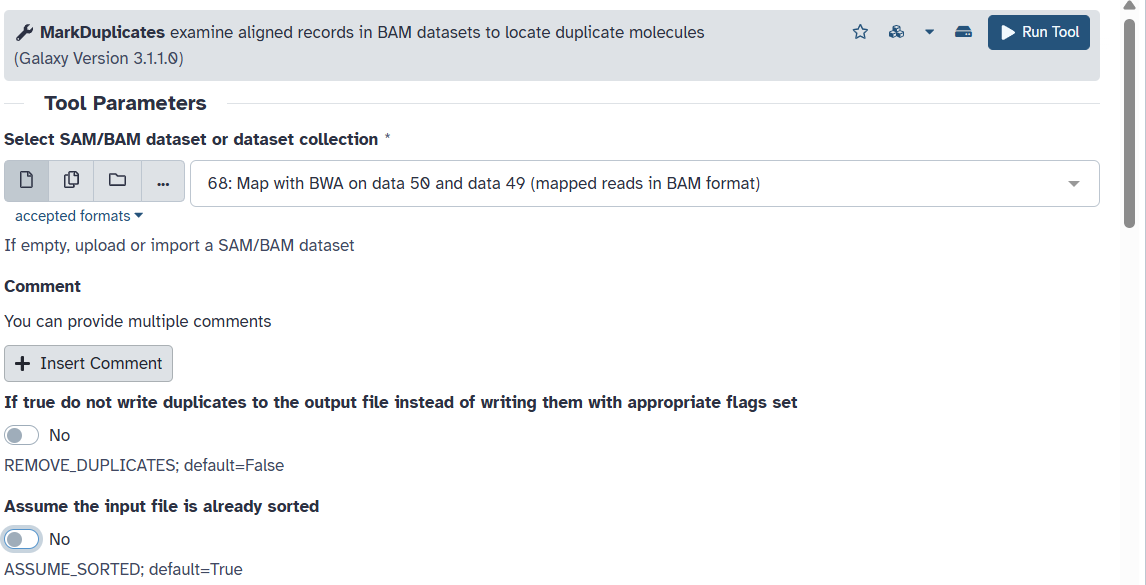 MarkDuplicates examine aligned records in BAM datasets to locate duplicate molecules
(Galaxy Version 3.1.1.0)
Run Tool
Tool Parameters
Select SAM/BAM dataset or dataset collection *
...
68: Map with BWA on data 50 and data 49 (mapped reads in BAM format)
accepted formats
If empty, upload or import a SAM/BAM dataset
Comment
You can provide multiple comments
+ Insert Comment
If true do not write duplicates to the output file instead of writing them with appropriate flags set
No
REMOVE_DUPLICATES; default=False
Assume the input file is already sorted
No
ASSUME_SORTED; default=True